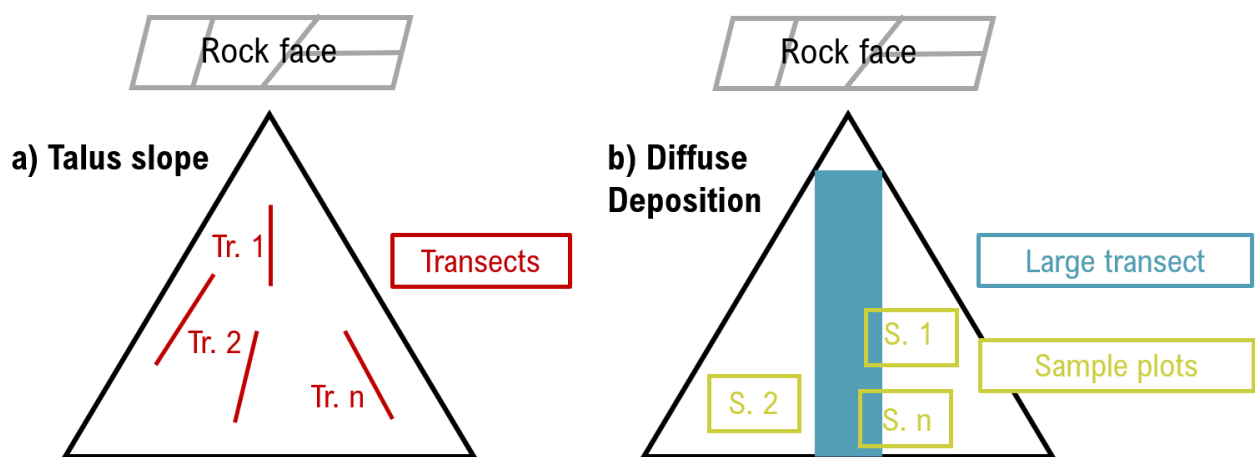 Rock face
a) Talus slope
Tr. 1
Tr. 2
Tr. n
Transects
Rock face
b) Diffuse
Deposition
S. 1
S. 2
S. n
Large transect
Sample plots